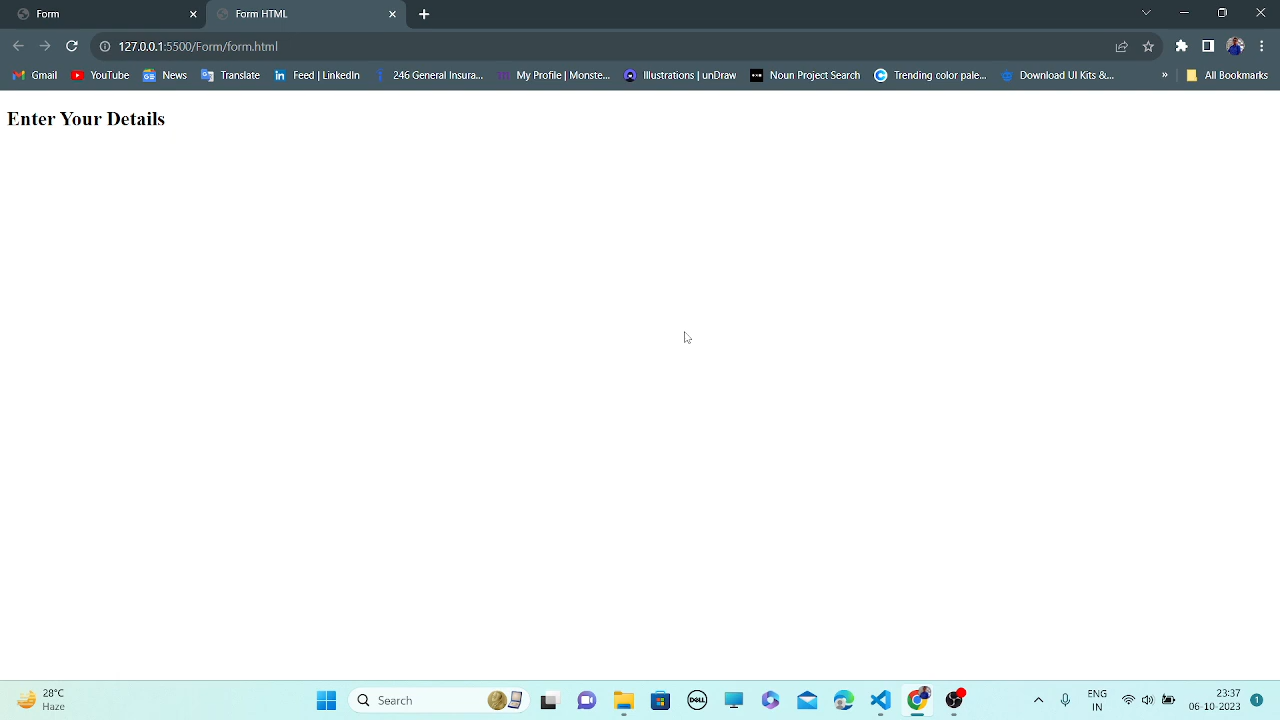 Form
Form HTML
127.0.0.1:5500/Form/form.html
Gmail
YouTube
News
Translate
Feed | LinkedIn
246 General Insura...
My Profile | Monste...
Illustrations | unDraw
Noun Project Search
Trending color pale...
Download UI Kits &...
»
All Bookmarks
Enter Your Details
28°C
Haze
Search
DELL
ENG
IN
23:37
06-10-2023
1